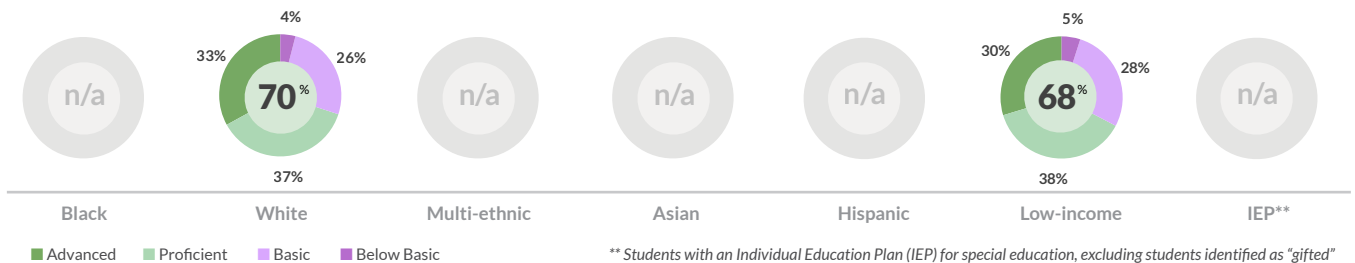 4%
5%
33%
26%
30%
28%
n/a
70%
n/a
n/a
n/a
68%
n/a
37%
38%
Black
White
Multi-ethnic
Asian
Hispanic
Low-income
IEP**
Advanced
Proficient
Basic
Below Basic
** Students with an Individual Education Plan (IEP) for special education, excluding students identified as “gifted”